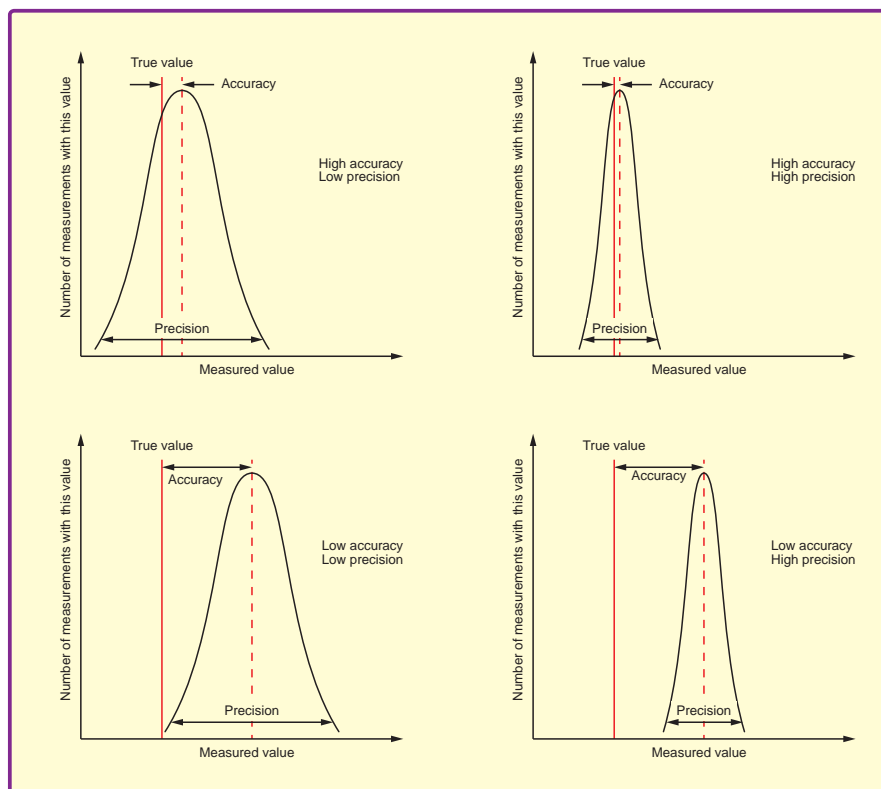 True value
Accuracy
High accuracy
Low precision
Precision
Number of measurements with this value
Measured value
True value
Accuracy
High accuracy
High precision
Precision
Number of measurements with this value
Measured value
True value
Accuracy
Low accuracy
Low precision
Precision
Number of measurements with this value
Measured value
True value
Accuracy
Low accuracy
High precision
Precision
Number of measurements with this value
Measured value